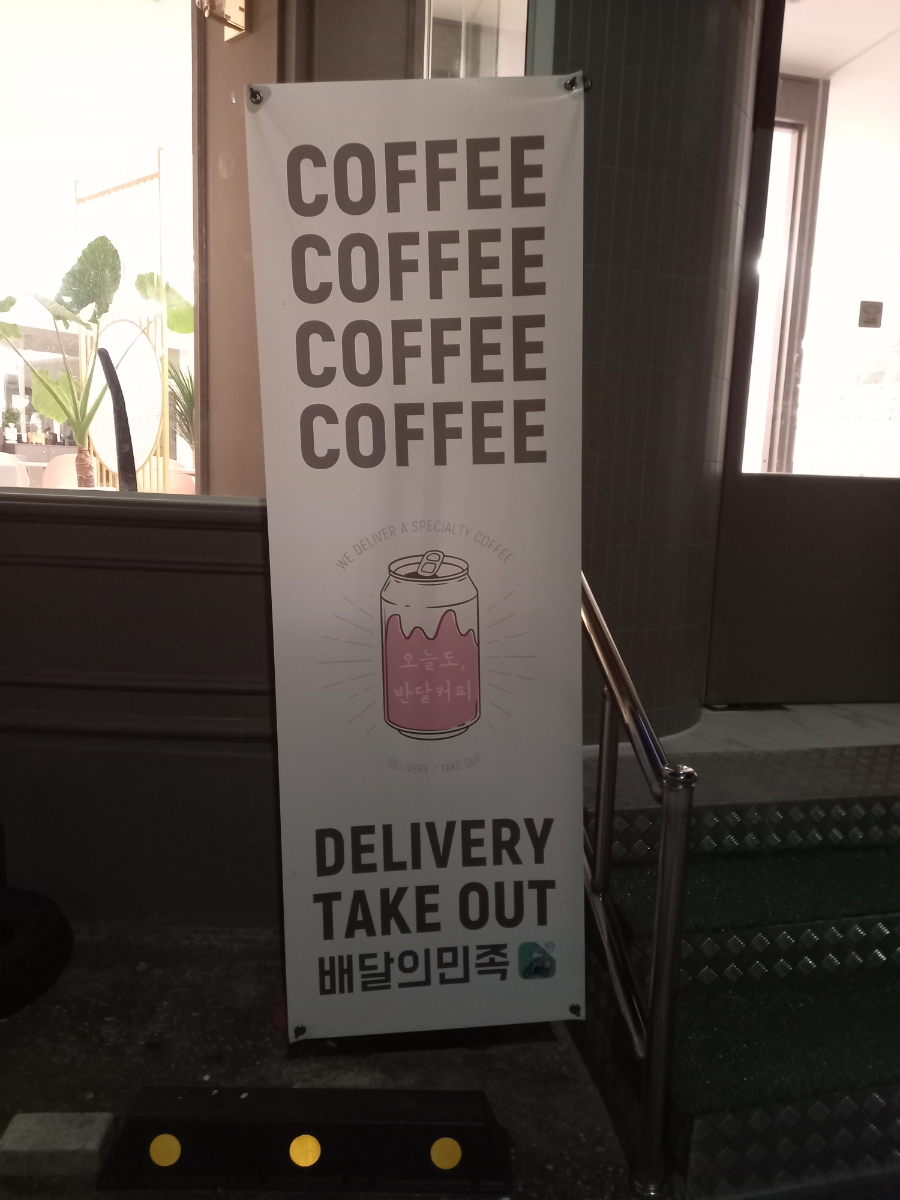 COFFEE
COFFEE
COFFEE
COFFEE
WE DELIVER A SPECIALTY COFFEE
오늘도,
반달커피
DELIVERY / TAKE OUT
DELIVERY
TAKE OUT
배달의민족